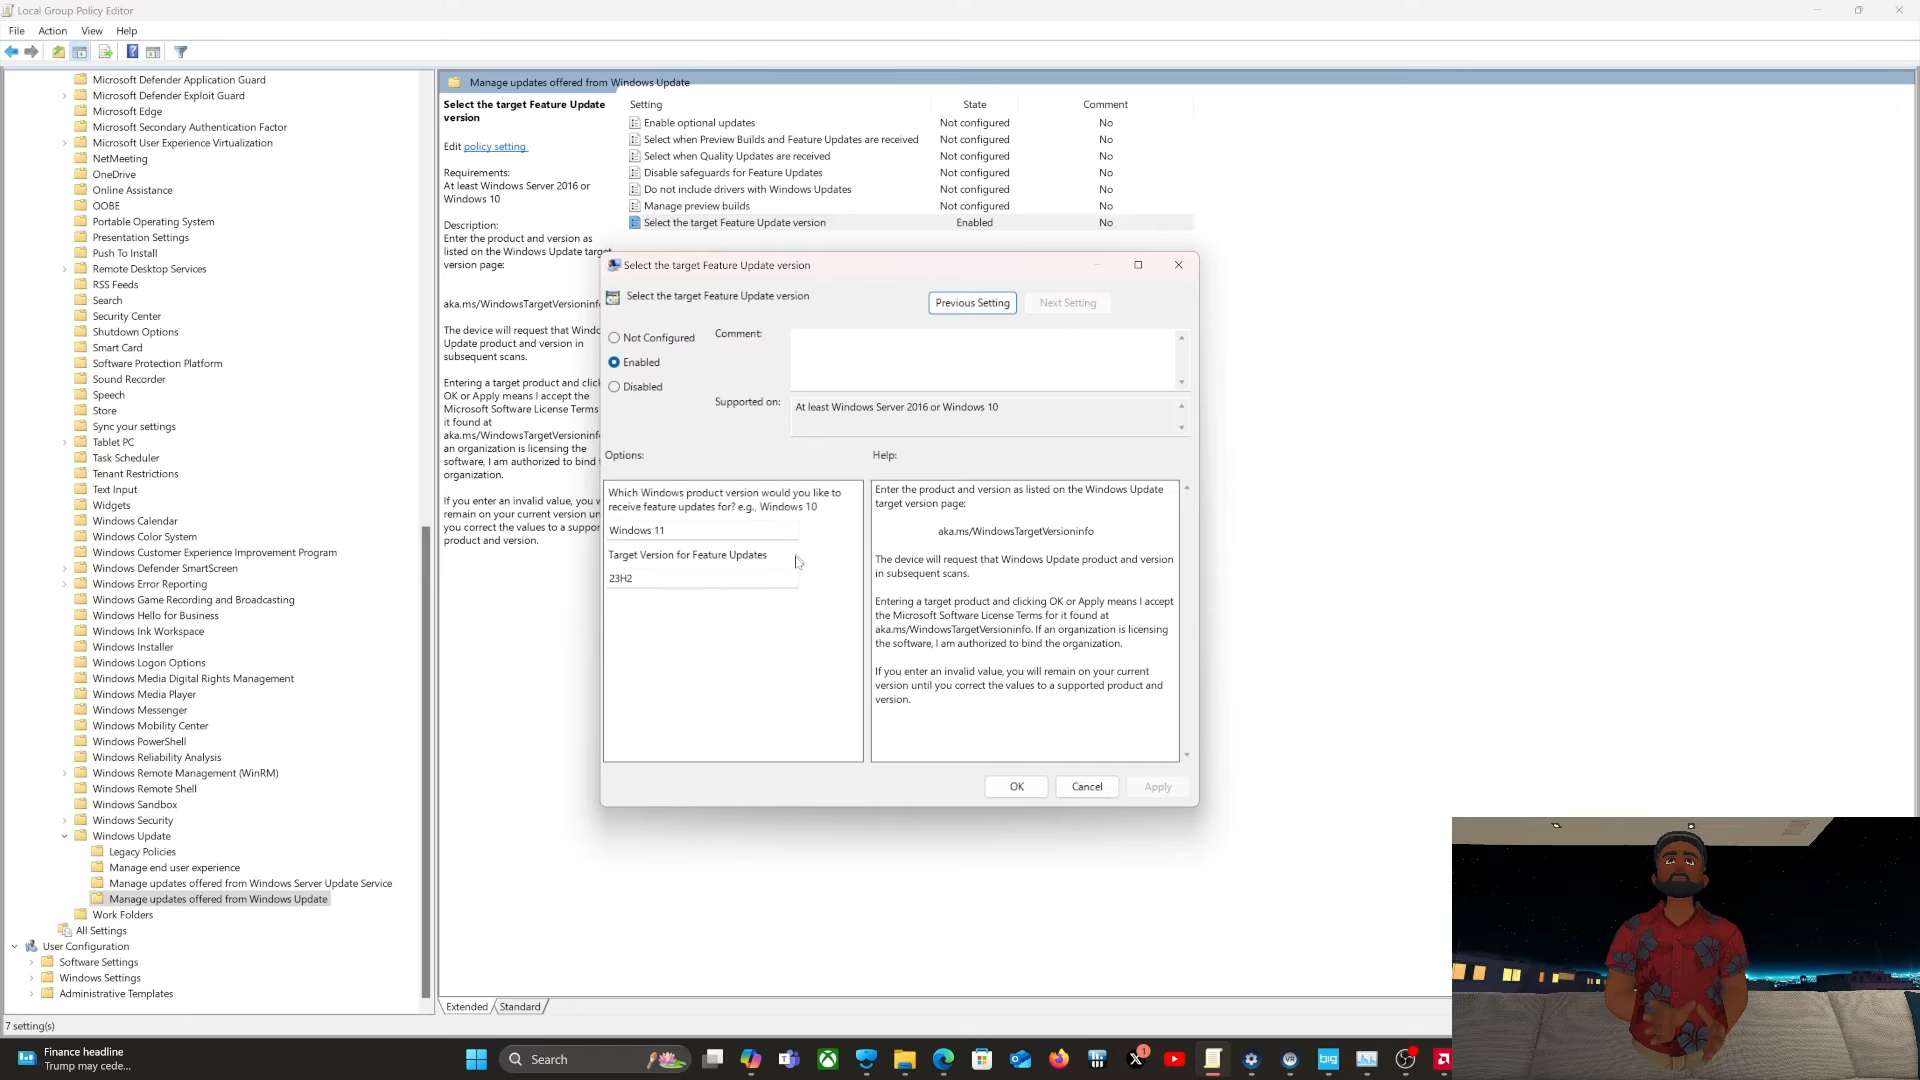 Local Group Policy Editor
File Action View Help
Microsoft Defender Application Guard
Microsoft Defender Exploit Guard
Microsoft Edge
Microsoft Secondary Authentication Factor
Microsoft User Experience Virtualization
NetMeeting
OneDrive
Online Assistance
OOBE
Portable Operating System
Presentation Settings
Push To Install
Remote Desktop Services
RSS Feeds
Search
Security Center
Shutdown Options
Smart Card
Software Protection Platform
Sound Recorder
Speech
Store
Sync your settings
Tablet PC
Task Scheduler
Tenant Restrictions
Text Input
Widgets
Windows Calendar
Windows Color System
Windows Customer Experience Improvement Program
Windows Defender SmartScreen
Windows Error Reporting
Windows Game Recording and Broadcasting
Windows Hello for Business
Windows Ink Workspace
Windows Installer
Windows Logon Options
Windows Media Digital Rights Management
Windows Media Player
Windows Messenger
Windows Mobility Center
Windows PowerShell
Windows Reliability Analysis
Windows Remote Management (WinRM)
Windows Remote Shell
Windows Sandbox
Windows Security
Windows Update
Legacy Policies
Manage end user experience
Manage updates offered from Windows Server Update Service
Manage updates offered from Windows Update
Work Folders
All Settings
User Configuration
Software Settings
Windows Settings
Administrative Templates
7 setting(s)
Manage updates offered from Windows Update
Select the target Feature Update
version
Edit policy setting
Requirements:
At least Windows Server 2016 or
Windows 10
Description:
Enter the product and version as
listed on the Windows Update target
version page:
aka.ms/WindowsTargetVersioninfo
The device will request that Windo
Update product and version in
subsequent scans.
Entering a target product and click
OK or Apply means I accept the
Microsoft Software License Terms
it found at
aka.ms/WindowsTargetVersioninfo
an organization is licensing the
software, I am authorized to bind
organization.
If you enter an invalid value, you w
remain on your current version un
you correct the values to a suppor
product and version.
Setting State Comment
Enable optional updates Not configured No
Select when Preview Builds and Feature Updates are received Not configured No
Select when Quality Updates are received Not configured No
Disable safeguards for Feature Updates Not configured No
Do not include drivers with Windows Updates Not configured No
Manage preview builds Not configured No
Select the target Feature Update version Enabled No
Select the target Feature Update version
Select the target Feature Update version
Previous Setting Next Setting
Not Configured
Enabled
Disabled
Comment:
Supported on:
At least Windows Server 2016 or Windows 10
Options:
Help:
Which Windows product version would you like to
receive feature updates for? e.g., Windows 10
Windows 11
Target Version for Feature Updates
23H2
Enter the product and version as listed on the Windows Update
target version page:
aka.ms/WindowsTargetVersioninfo
The device will request that Windows Update product and version
in subsequent scans.
Entering a target product and clicking OK or Apply means I accept
the Microsoft Software License Terms for it found at
aka.ms/WindowsTargetVersioninfo. If an organization is licensing
the software, I am authorized to bind the organization.
If you enter an invalid value, you will remain on your current
version until you correct the values to a supported product and
version.
OK Cancel Apply
Extended Standard
Finance headline
Trump may cede...
Search
1
VR
big